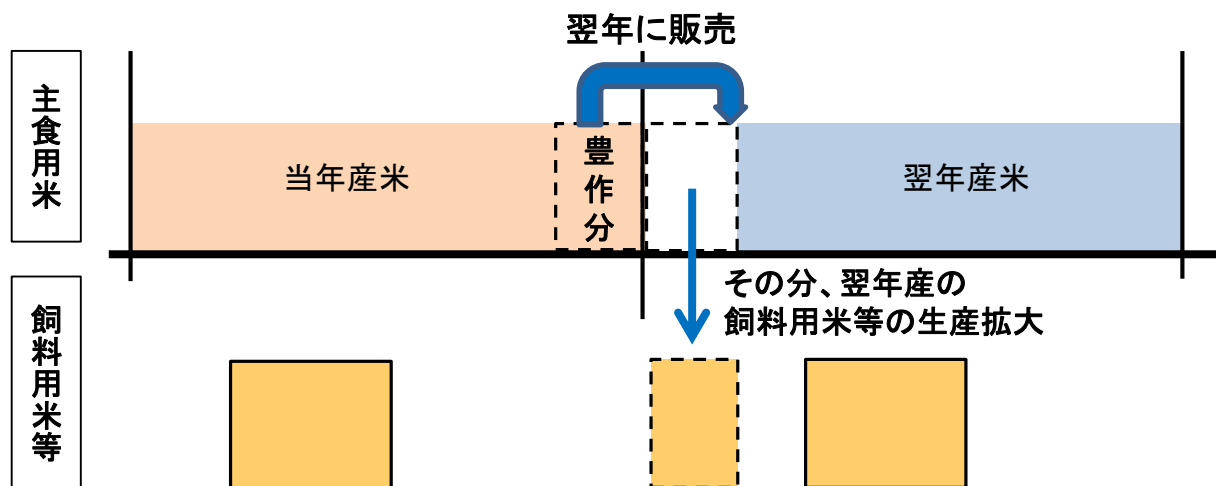 翌年に販売
主食用米
当年産米
豊作分
翌年産米
その分、翌年産の
飼料用米等の生産拡大
飼料用米等